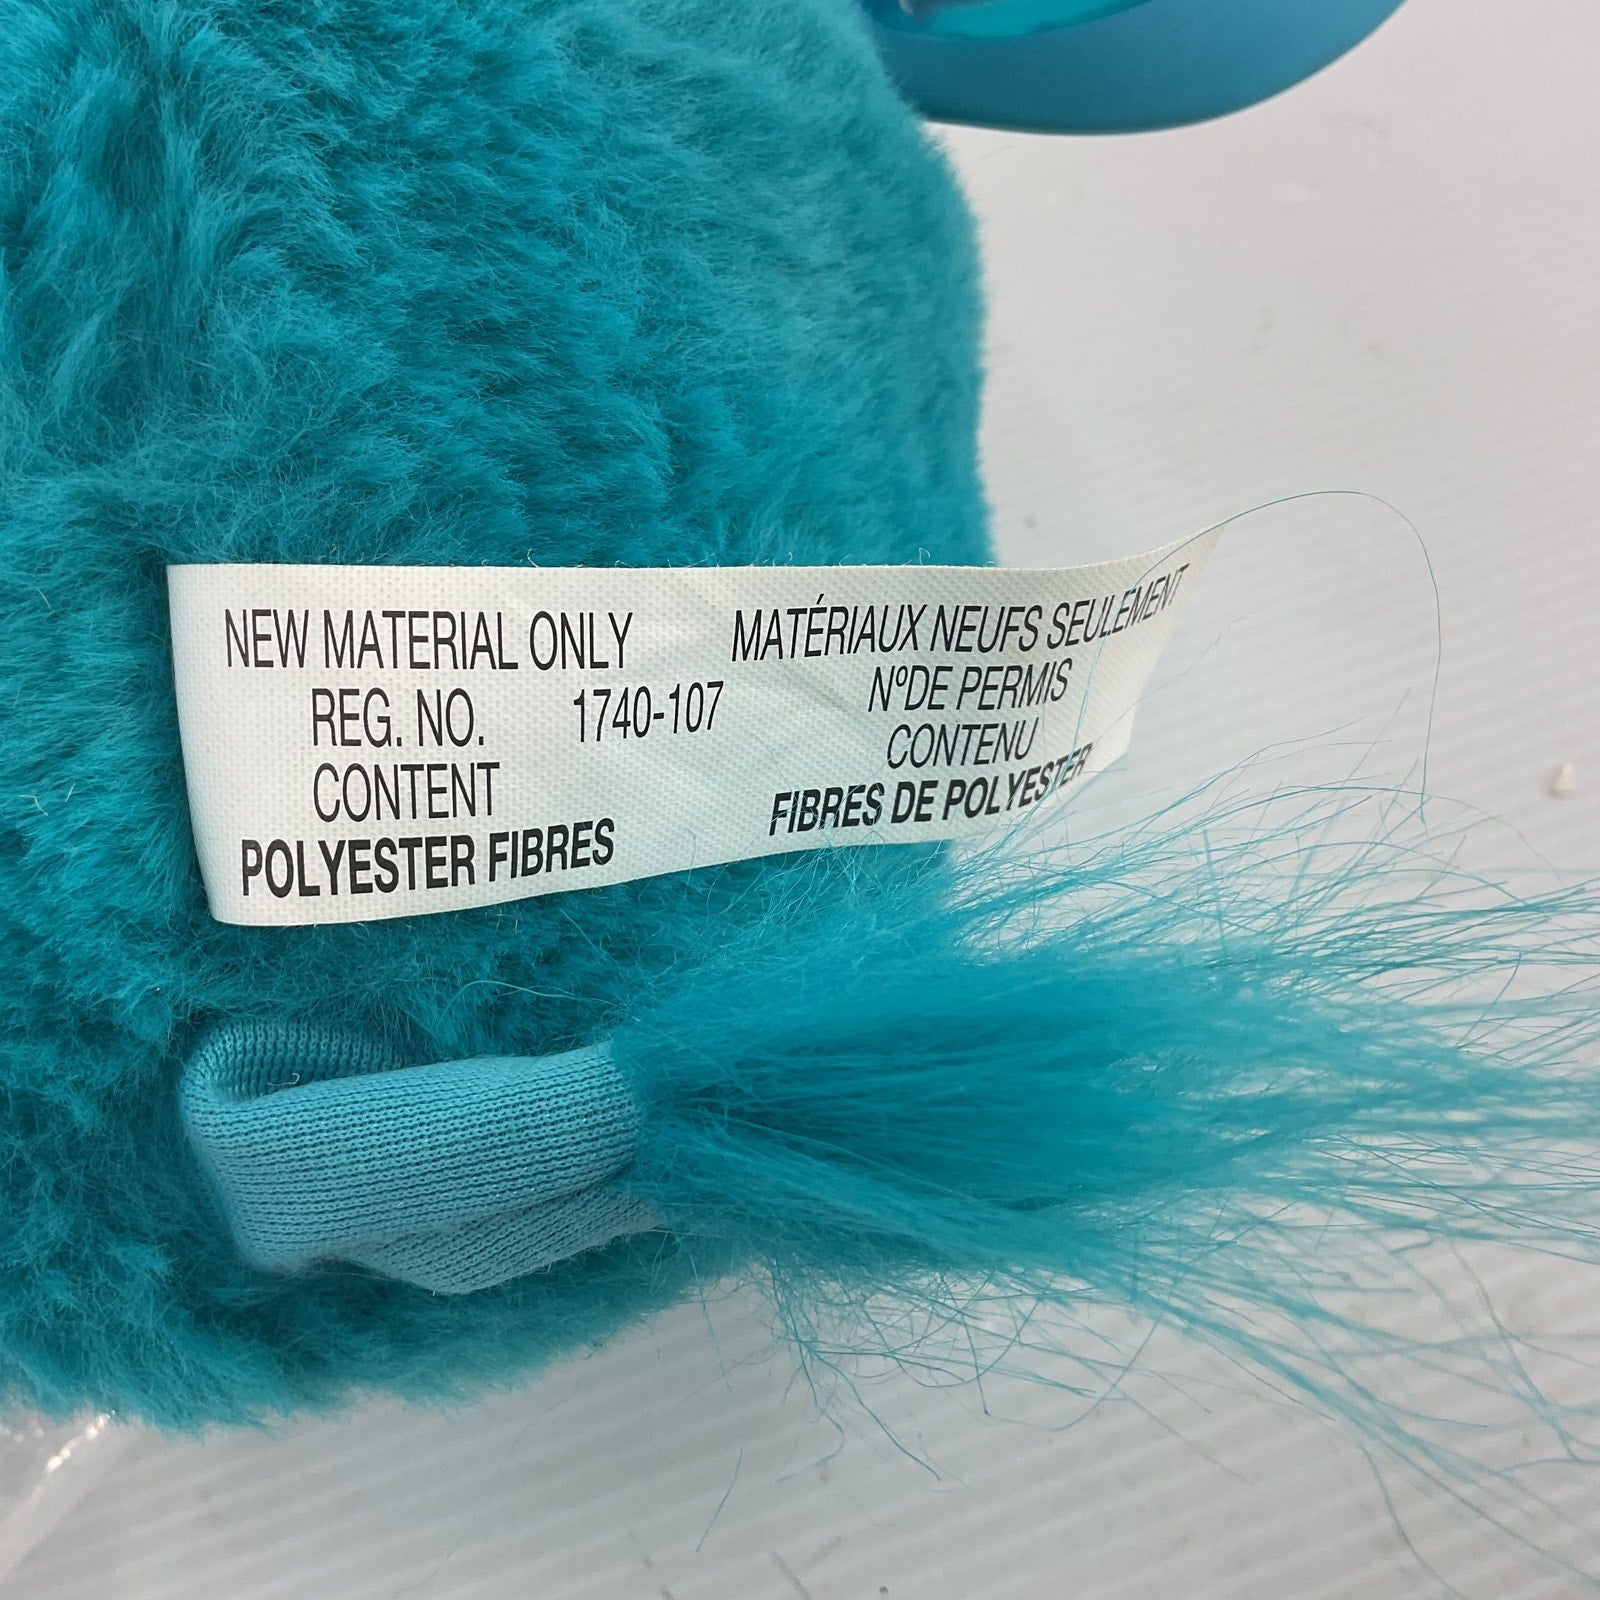 NEW MATERIAL ONLY
REG. NO. 1740-107
CONTENT
POLYESTER FIBRES
MATÉRIAUX NEUFS SEULEMENT
NºDE PERMIS
CONTENU
FIBRES DE POLYESTER